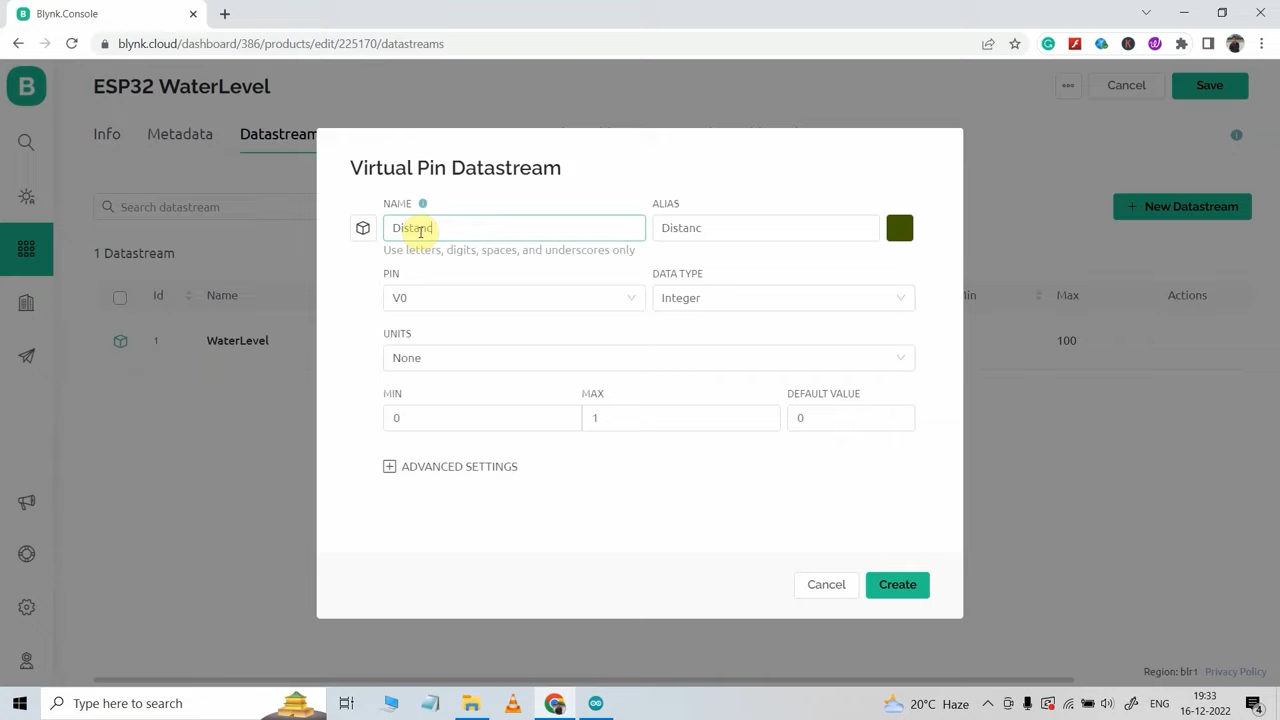 Blynk.Console
blynk.cloud/dashboard/386/products/edit/225170/datastreams
B
ESP32 WaterLevel
Cancel
Save
Info
Metadata
Datastream
Search datastream
New Datastream
1 Datastream
Id
Name
Max
Actions
1
WaterLevel
100
Virtual Pin Datastream
NAME
ALIAS
Distanc
Distanc
Use letters, digits, spaces, and underscores only
PIN
DATA TYPE
V0
Integer
UNITS
None
MIN
MAX
DEFAULT VALUE
0
1
0
ADVANCED SETTINGS
Cancel
Create
Region: blr1
Privacy Policy
Type here to search
20°C Haze
ENG
19:33
16-12-2022
4